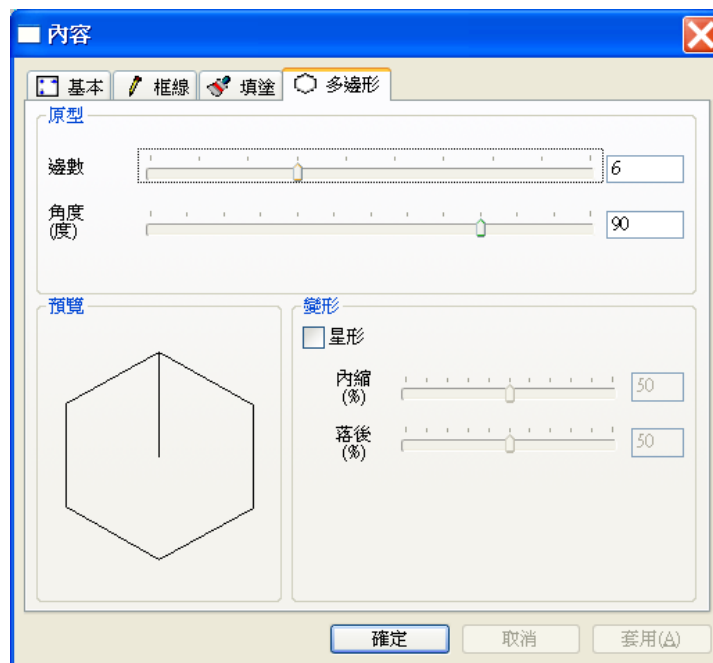 內容
基本 框線 填塗 多邊形
原型
邊數 6
角度
(度) 90
預覽
變形
星形
內縮
(%) 50
落後
(%) 50
確定 取消 套用(A)